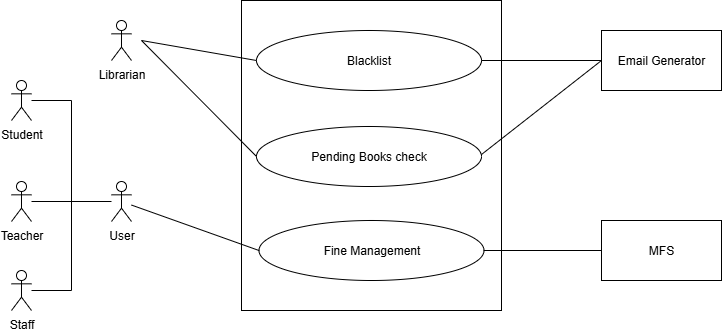 Librarian
Blacklist
Email Generator
Student
Pending Books check
Teacher
User
Fine Management
MFS
Staff